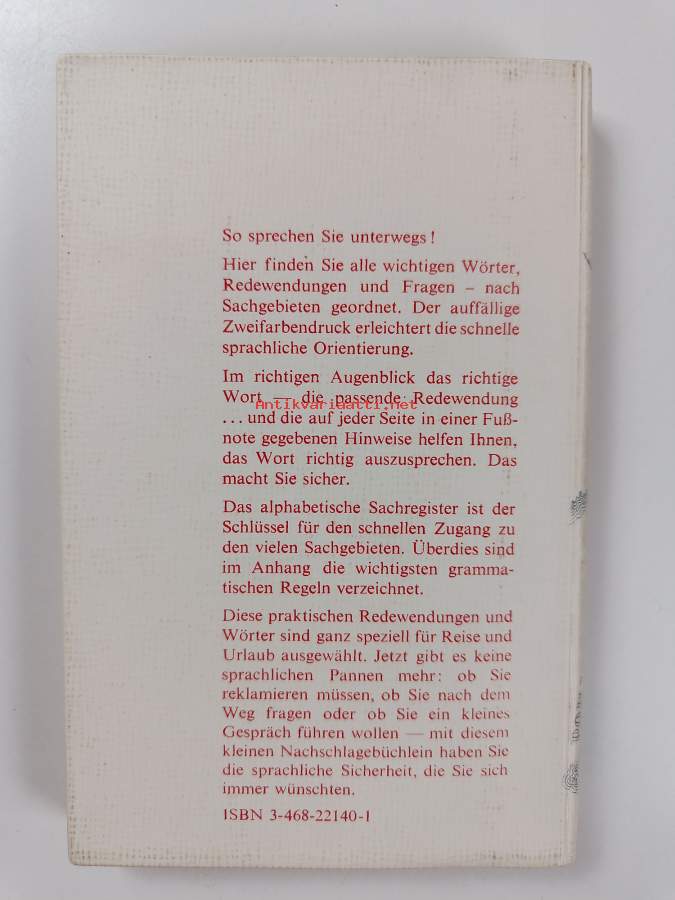 So sprechen Sie unterwegs!
Hier finden Sie alle wichtigen Wörter,
Redewendungen und Fragen – nach
Sachgebieten geordnet. Der auffällige
Zweifarbendruck erleichtert die schnelle
sprachliche Orientierung.
Im richtigen Augenblick das richtige
Wort — die passende Redewendung
Antikvariaatti.net
... und die auf jeder Seite in einer Fuß-
note gegebenen Hinweise helfen Ihnen,
das Wort richtig auszusprechen. Das
macht Sie sicher.
Das alphabetische Sachregister ist der
Schlüssel für den schnellen Zugang zu
den vielen Sachgebieten. Überdies sind
im Anhang die wichtigsten gramma-
tischen Regeln verzeichnet.
Diese praktischen Redewendungen und
Wörter sind ganz speziell für Reise und
Urlaub ausgewählt. Jetzt gibt es keine
sprachlichen Pannen mehr: ob Sie
reklamieren müssen, ob Sie nach dem
Weg fragen oder ob Sie ein kleines
Gespräch führen wollen — mit diesem
kleinen Nachschlagebüchlein haben Sie
die sprachliche Sicherheit, die Sie sich
immer wünschten.
ISBN 3-468-22140-1